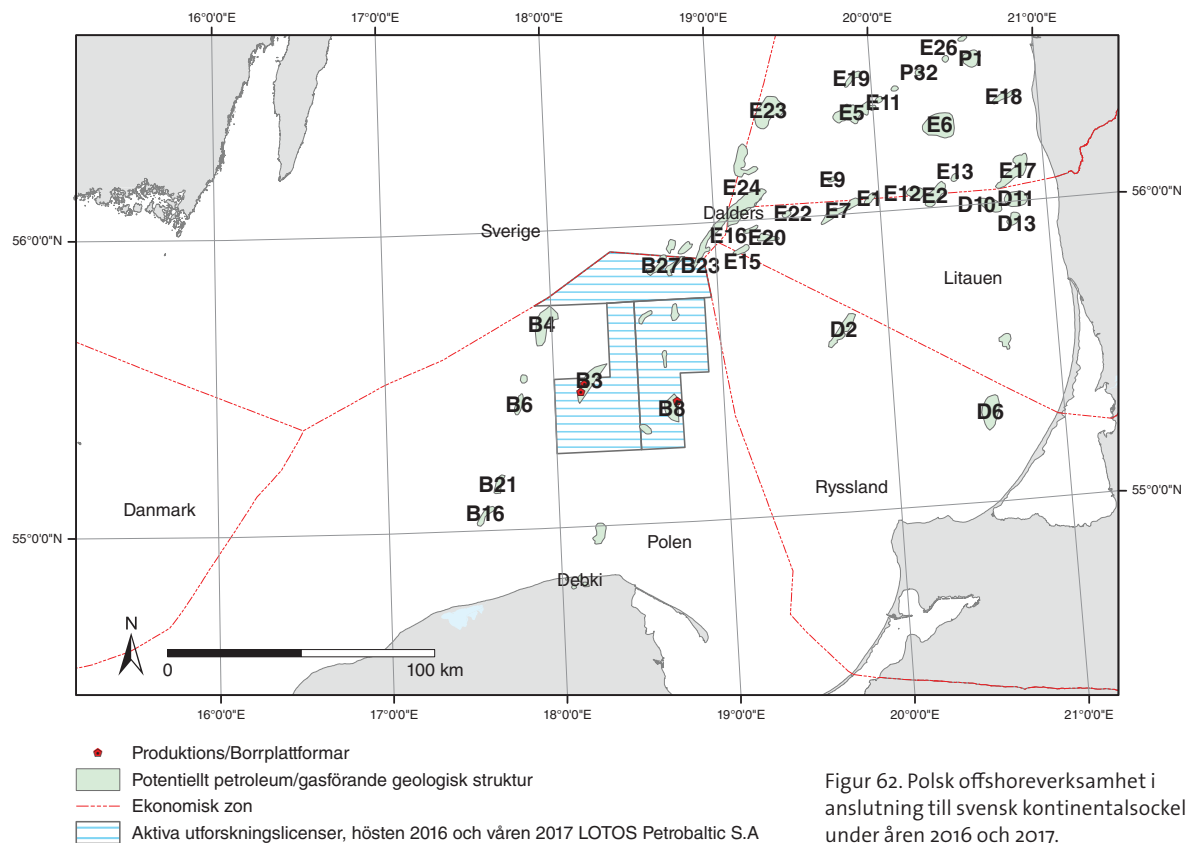 16°0'0"E 17°0'0"E 18°0'0"E 19°0'0"E 20°0'0"E 21°0'0"E
E26
P1
P32
E19
E18
E11
E23
E5
E6
E13
E17
E9
E24
56°0'0"N
E12
E2
E1
D11
D10
Dalders
E22
E7
D13
Sverige
E16
E20
56°0'0"N
B27
B23
E15
Litauen
B4
D2
B3
B6
B8
D6
B21
Ryssland
55°0'0"N
Danmark
B16
Polen
55°0'0"N
Dębki
N
0 100 km
16°0'0"E 17°0'0"E 18°0'0"E 19°0'0"E 20°0'0"E 21°0'0"E
Produktions/Borrplattformar
Potentiellt petroleum/gasförande geologisk struktur
Ekonomisk zon
Aktiva utforskningslicenser, hösten 2016 och våren 2017 LOTOS Petrobaltic S.A
Figur 62. Polsk offshoreverksamhet i
anslutning till svensk kontinentalsockel
under åren 2016 och 2017.